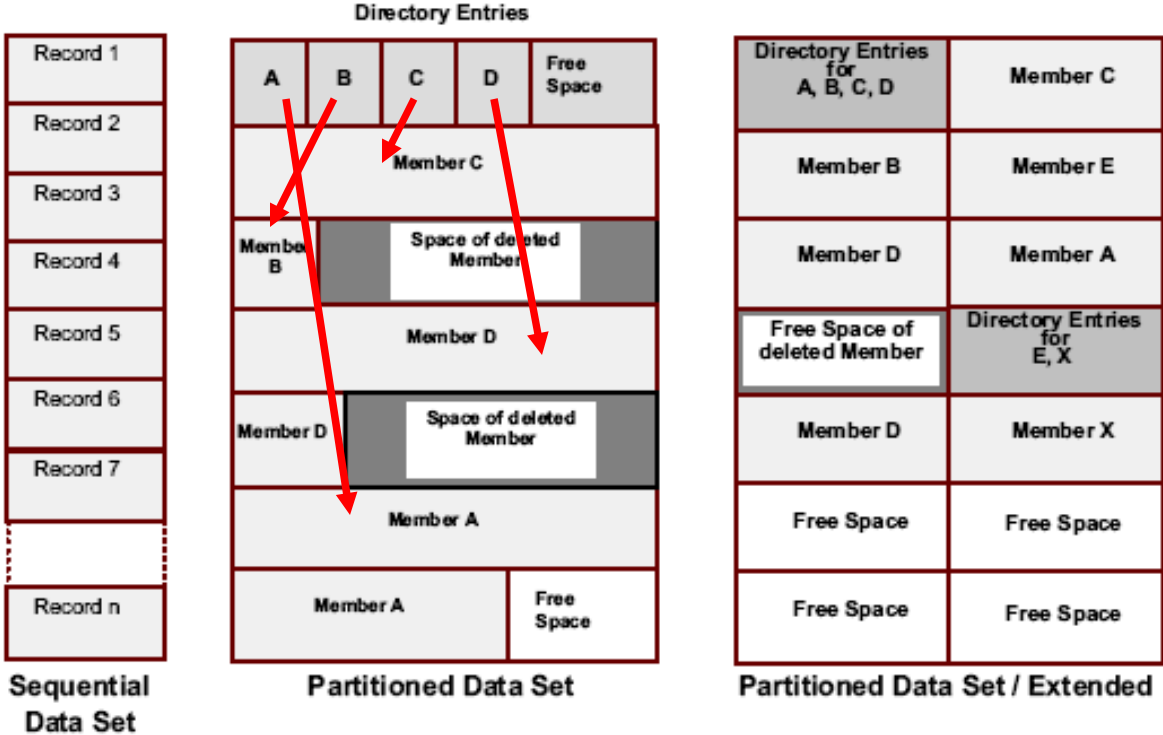 Directory Entries
Record 1
Record 2
Record 3
Record 4
Record 5
Record 6
Record 7
Record n
Sequential
Data Set
A
B
C
D
Free
Space
Member C
Member
B
Space of deleted
Member
Member D
Member D
Space of deleted
Member
Member A
Member A
Free
Space
Partitioned Data Set
Directory Entries
for
A, B, C, D
Member C
Member B
Member E
Member D
Member A
Free Space of
deleted Member
Directory Entries
for
E, X
Member D
Member X
Free Space
Free Space
Free Space
Free Space
Partitioned Data Set / Extended